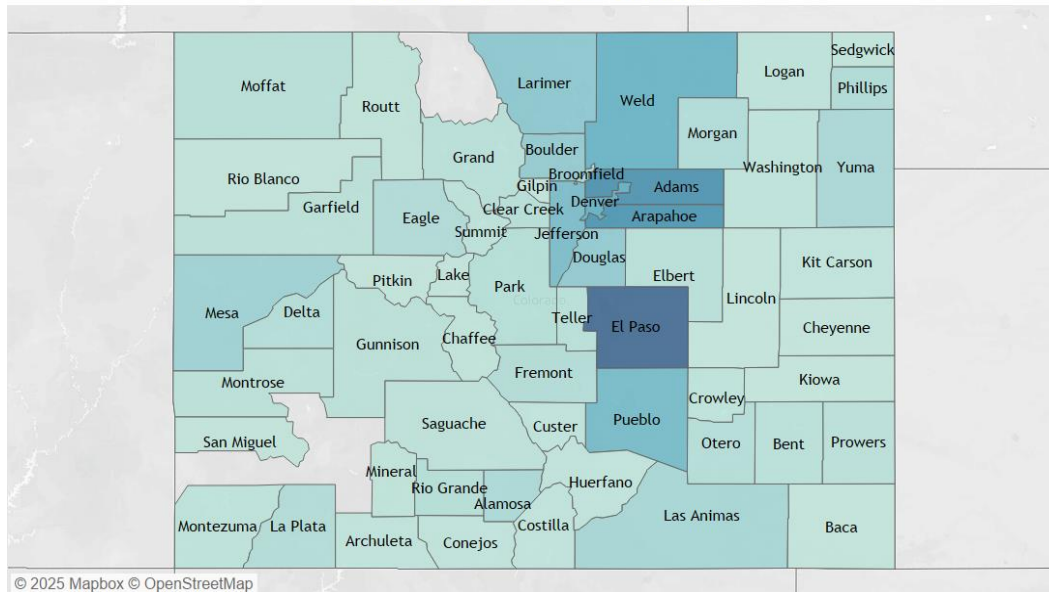 Sedgwick
Logan
Moffat
Larimer
Phillips
Routt
Weld
Morgan
Boulder
Grand
Washington
Yuma
Broomfield
Rio Blanco
Gilpin
Adams
Denver
Garfield
Clear Creek
Eagle
Arapahoe
Summit
Jefferson
Douglas
Kit Carson
Lake
Elbert
Pitkin
Park
Lincoln
Colorado
Mesa
Delta
Teller
El Paso
Cheyenne
Chaffee
Gunnison
Fremont
Montrose
Kiowa
Crowley
Pueblo
Saguache
Custer
San Miguel
Otero
Bent
Prowers
Mineral
Huerfano
Rio Grande
Alamosa
Las Animas
Montezuma
La Plata
Costilla
Baca
Archuleta
Conejos
© 2025 Mapbox © OpenStreetMap